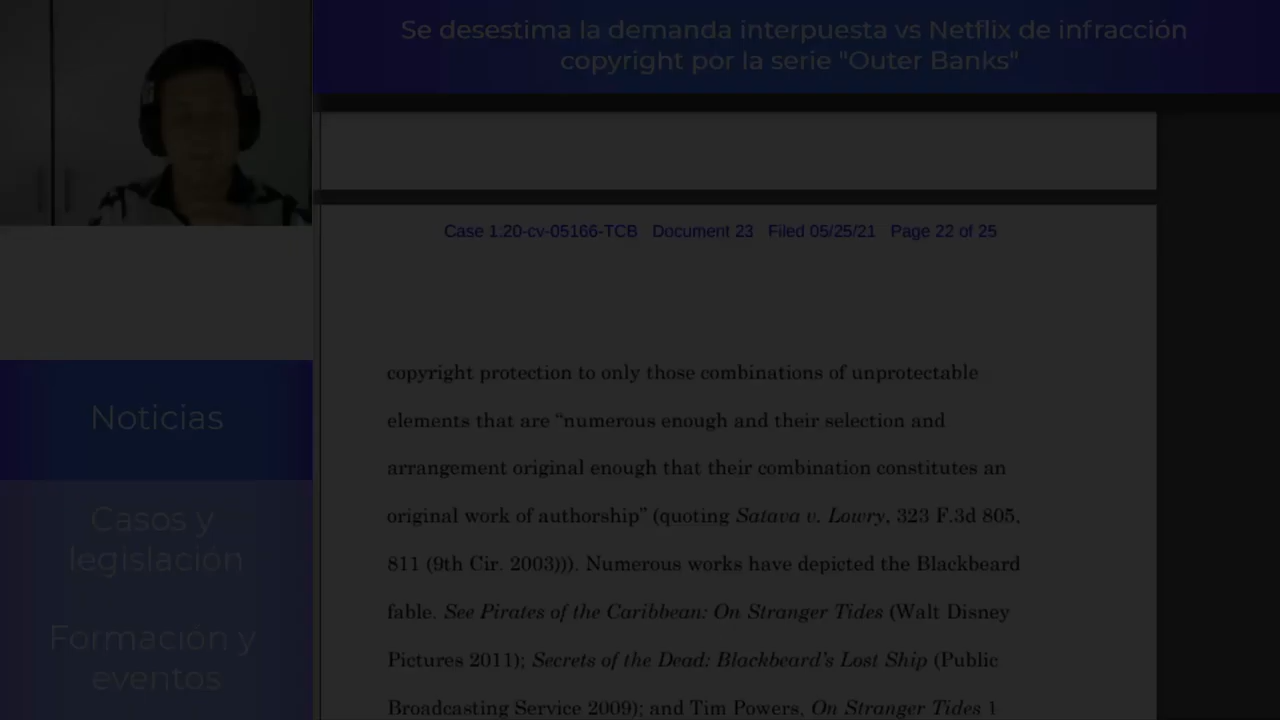 Se desestima la demanda interpuesta vs Netflix de infracción
copyright por la serie "Outer Banks"
Case 1:20-cv-05166-TCB Document 23 Filed 05/25/21 Page 22 of 25
copyright protection to only those combinations of unprotectable
elements that are “numerous enough and their selection and
arrangement original enough that their combination constitutes an
original work of authorship” (quoting Satava v. Lowry, 323 F.3d 805,
811 (9th Cir. 2003))). Numerous works have depicted the Blackbeard
fable. See Pirates of the Caribbean: On Stranger Tides (Walt Disney
Pictures 2011); Secrets of the Dead: Blackbeard’s Lost Ship (Public
Broadcasting Service 2009); and Tim Powers, On Stranger Tides 1
Noticias
Casos y
legislación
Formación y
eventos